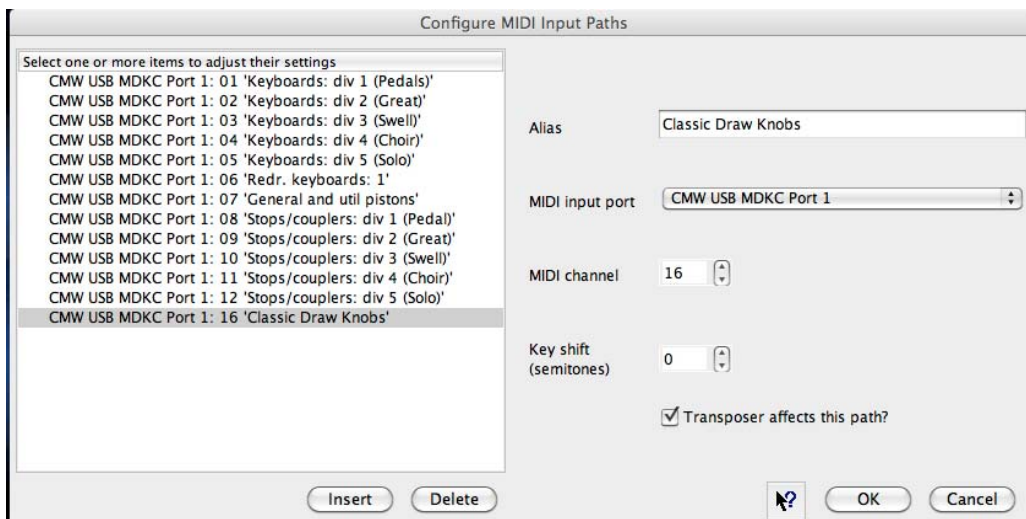 Configure MIDI Input Paths
Select one or more items to adjust their settings
CMW USB MDKC Port 1: 01 'Keyboards: div 1 (Pedals)'
CMW USB MDKC Port 1: 02 'Keyboards: div 2 (Great)'
CMW USB MDKC Port 1: 03 'Keyboards: div 3 (Swell)'
CMW USB MDKC Port 1: 04 'Keyboards: div 4 (Choir)'
CMW USB MDKC Port 1: 05 'Keyboards: div 5 (Solo)'
CMW USB MDKC Port 1: 06 'Redr. keyboards: 1'
CMW USB MDKC Port 1: 07 'General and util pistons'
CMW USB MDKC Port 1: 08 'Stops/couplers: div 1 (Pedal)'
CMW USB MDKC Port 1: 09 'Stops/couplers: div 2 (Great)'
CMW USB MDKC Port 1: 10 'Stops/couplers: div 3 (Swell)'
CMW USB MDKC Port 1: 11 'Stops/couplers: div 4 (Choir)'
CMW USB MDKC Port 1: 12 'Stops/couplers: div 5 (Solo)'
CMW USB MDKC Port 1: 16 'Classic Draw Knobs'
Insert
Delete
Alias
Classic Draw Knobs
MIDI input port
CMW USB MDKC Port 1
MIDI channel
16
Key shift
(semitones)
0
Transposer affects this path?
?
OK
Cancel